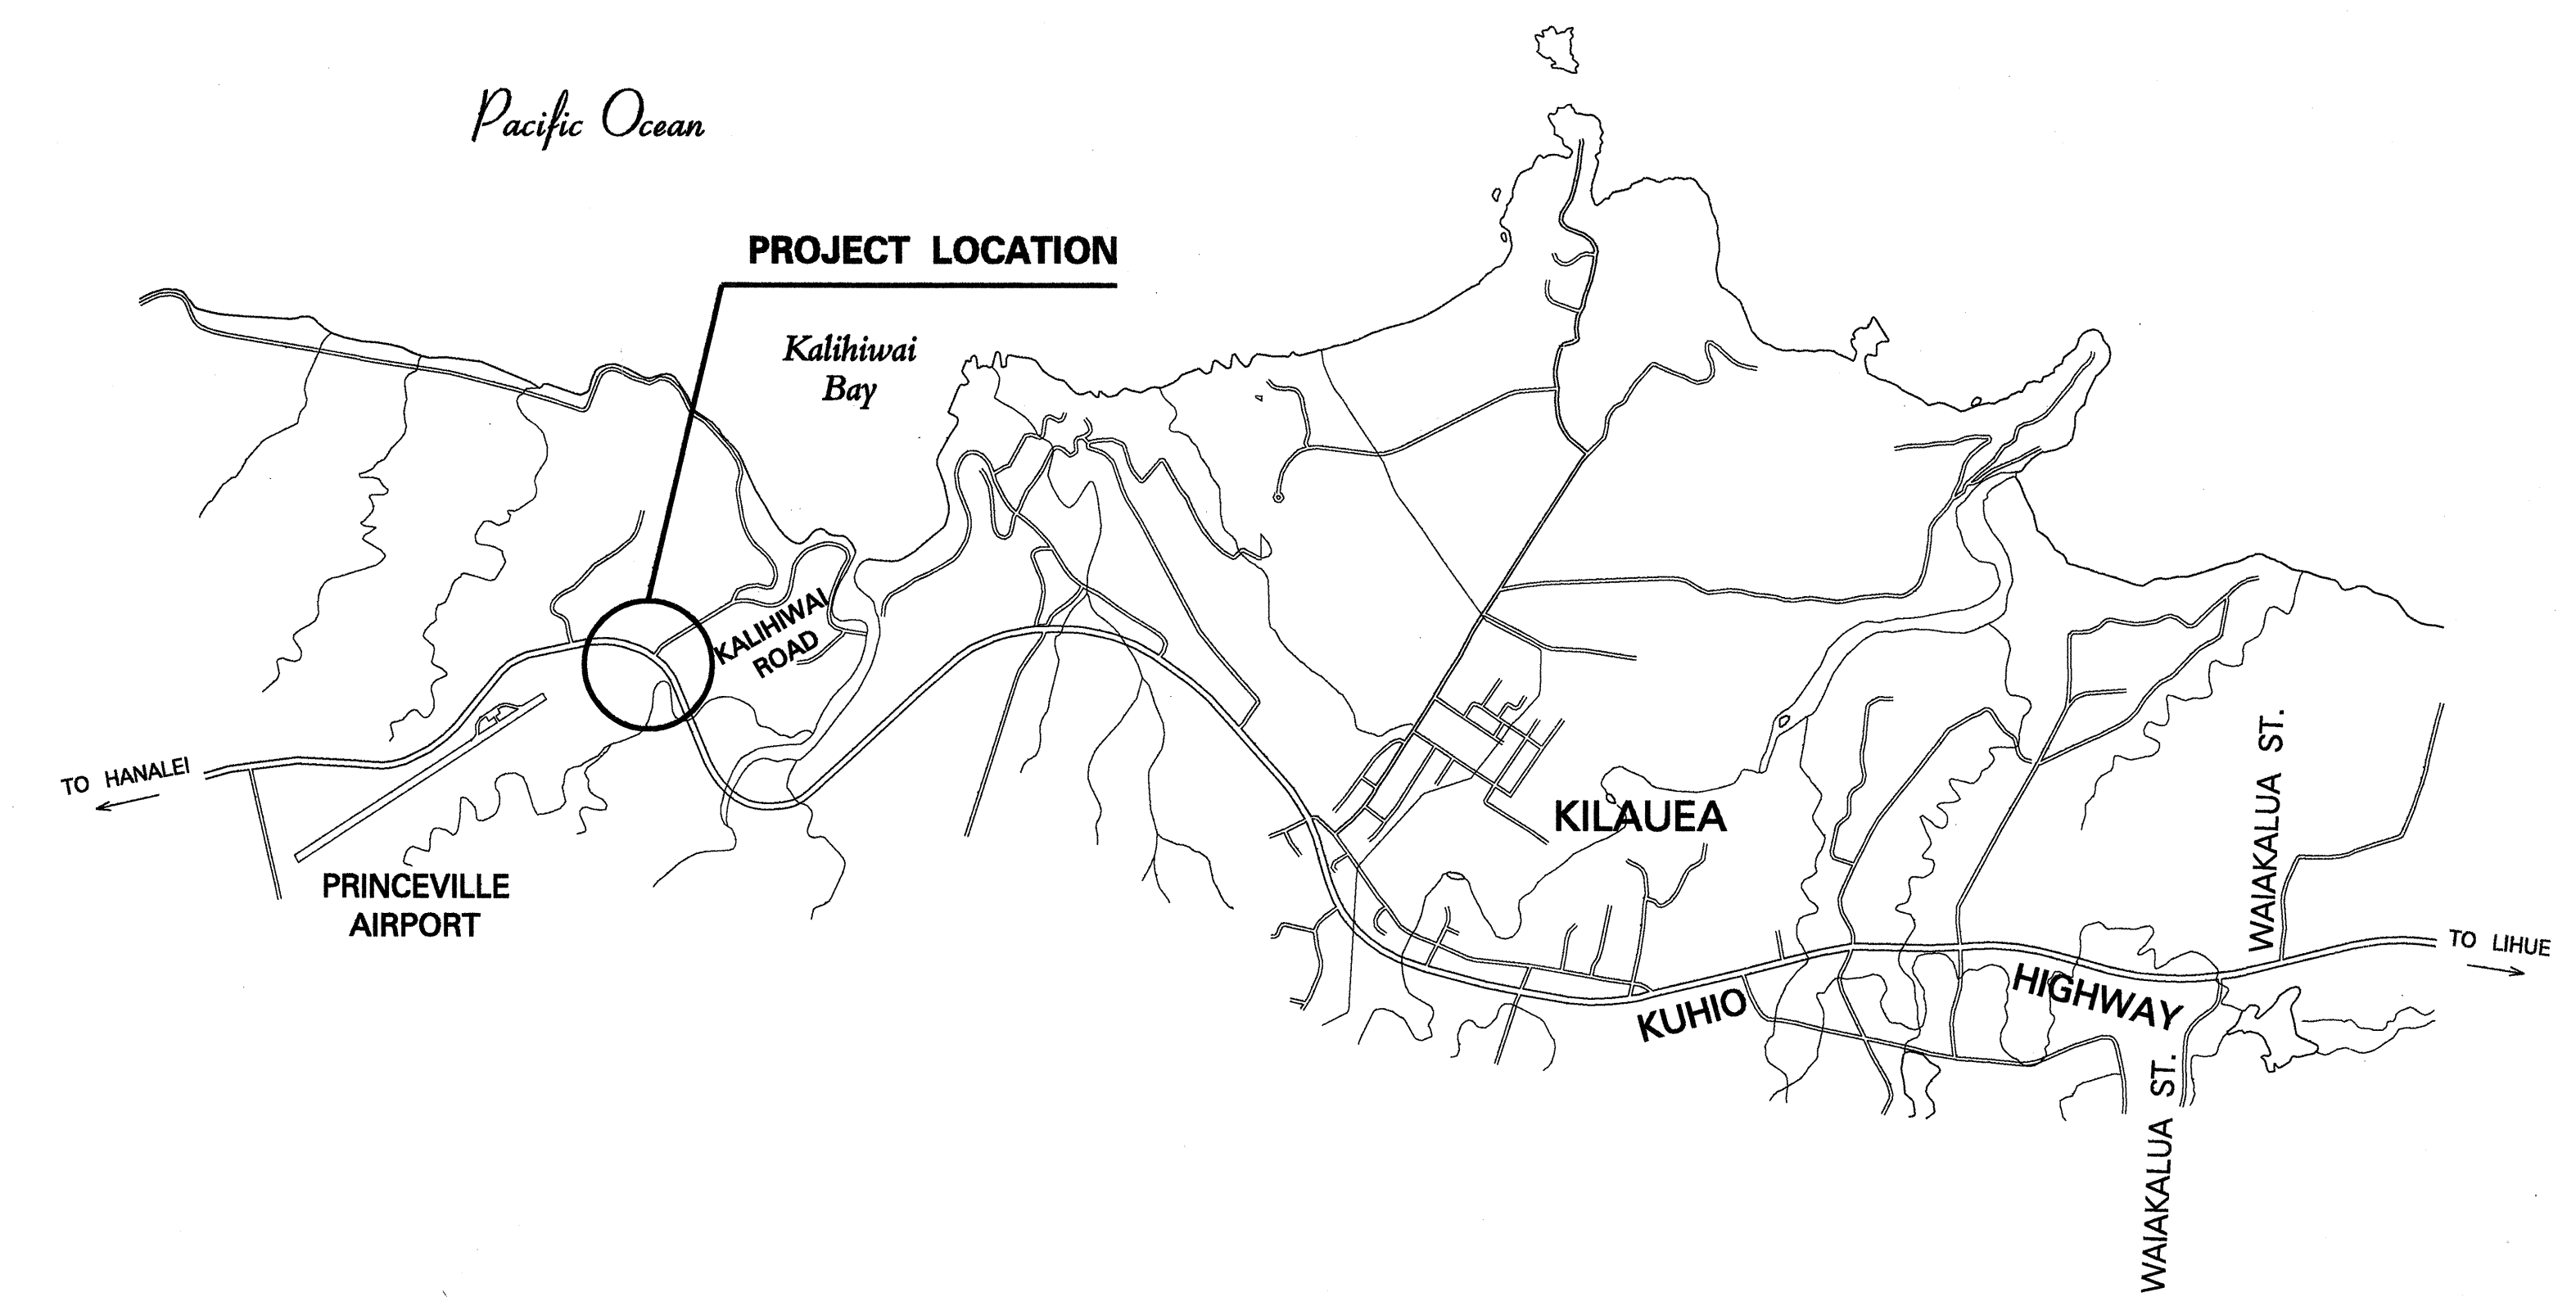 Pacific Ocean
PROJECT LOCATION
Kalihiwai
Bay
KALIHIWAI
ROAD
TO HANALEI
PRINCEVILLE
AIRPORT
KILAUEA
KUHIO
HIGHWAY
WAIAKALUA ST.
TO LIHUE
WAIAKALUA ST.